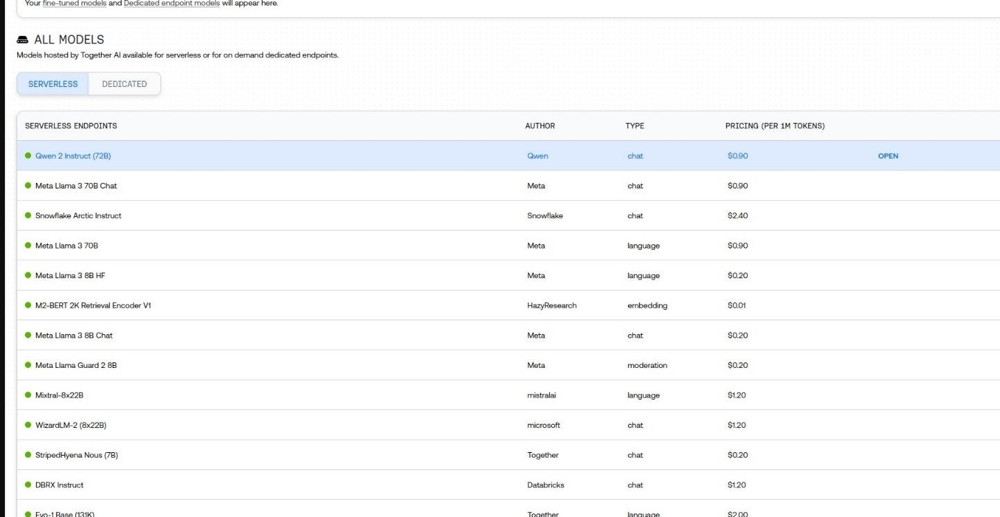 Your fine-tuned models and Dedicated endpoint models will appear here.
ALL MODELS
Models hosted by Together AI available for serverless or for on demand dedicated endpoints.
SERVERLESS DEDICATED
SERVERLESS ENDPOINTS AUTHOR TYPE PRICING (PER 1M TOKENS)
Qwen 2 Instruct (72B) Qwen chat $0.90 OPEN
Meta Llama 3 70B Chat Meta chat $0.90
Snowflake Arctic Instruct Snowflake chat $2.40
Meta Llama 3 70B Meta language $0.90
Meta Llama 3 8B HF Meta language $0.20
M2-BERT 2K Retrieval Encoder V1 HazyResearch embedding $0.01
Meta Llama 3 8B Chat Meta chat $0.20
Meta Llama Guard 2 8B Meta moderation $0.20
Mixtral-8x22B mistralai language $1.20
WizardLM-2 (8x22B) microsoft chat $1.20
StripedHyena Nous (7B) Together chat $0.20
DBRX Instruct Databricks chat $1.20
Evo-1 Base (131K) Together language $2.00